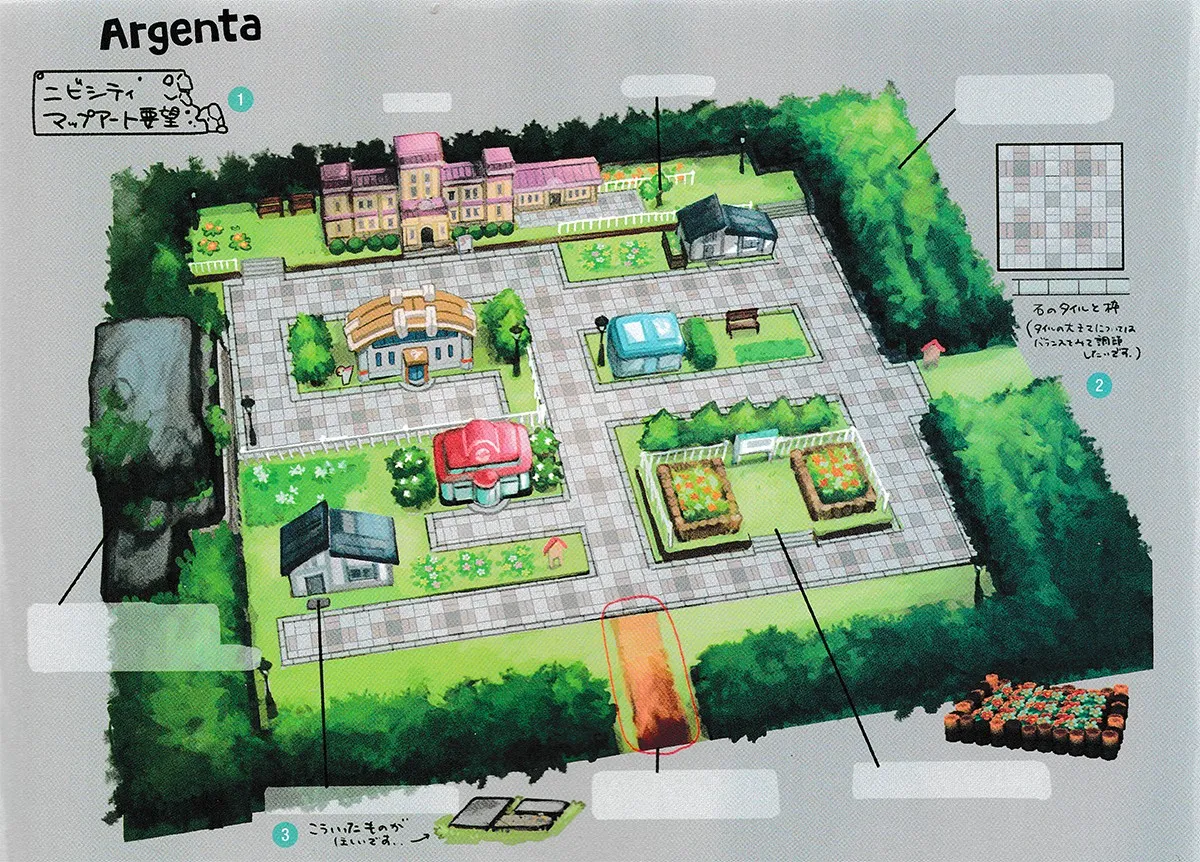 Argenta
ニビシティ
マップアート要望
1
石のタイルと枠
(タイルの大きさについては
バランスをみて調節
したいです。)
2
3
こういったものが
ほしいです..